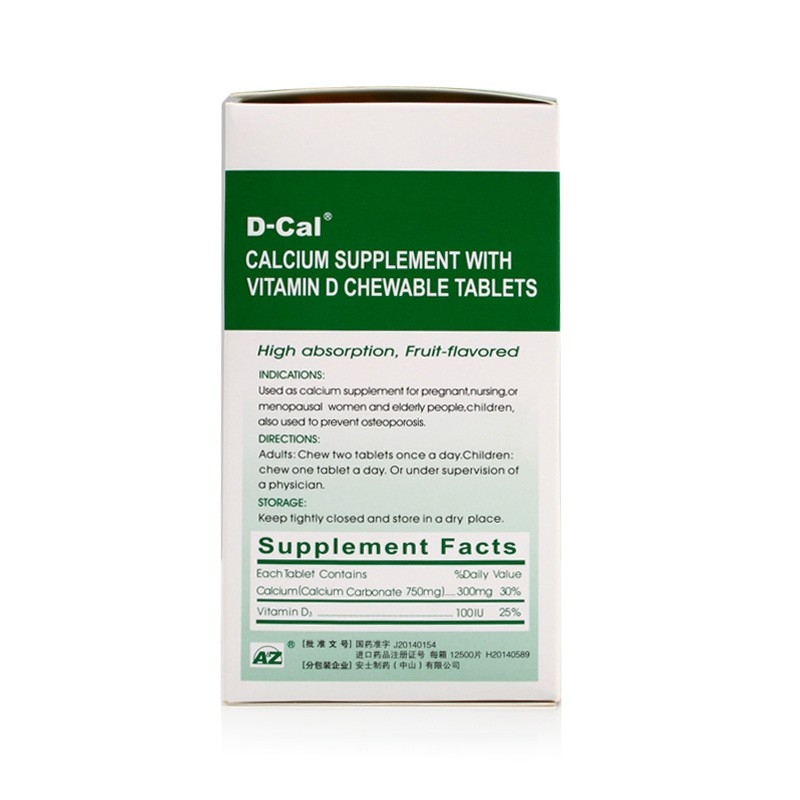 D-Cal®
CALCIUM SUPPLEMENT WITH
VITAMIN D CHEWABLE TABLETS
High absorption, Fruit-flavored
INDICATIONS:
Used as calcium supplement for pregnant,nursing,or
menopausal women and elderly people,children,
also used to prevent osteoporosis.
DIRECTIONS:
Adults: Chew two tablets once a day.Children:
chew one tablet a day. Or under supervision of
a physician.
STORAGE:
Keep tightly closed and store in a dry place.
Supplement Facts
Each Tablet Contains %Daily Value
Calcium(Calcium Carbonate 750mg)....300mg 30%
Vitamin D₃ ........................................ 100IU 25%
A&Z ® [批准文号] 国药准字 J20140154
进口药品注册证号 每箱 12500片 H20140589
[分包装企业] 安士制药(中山)有限公司